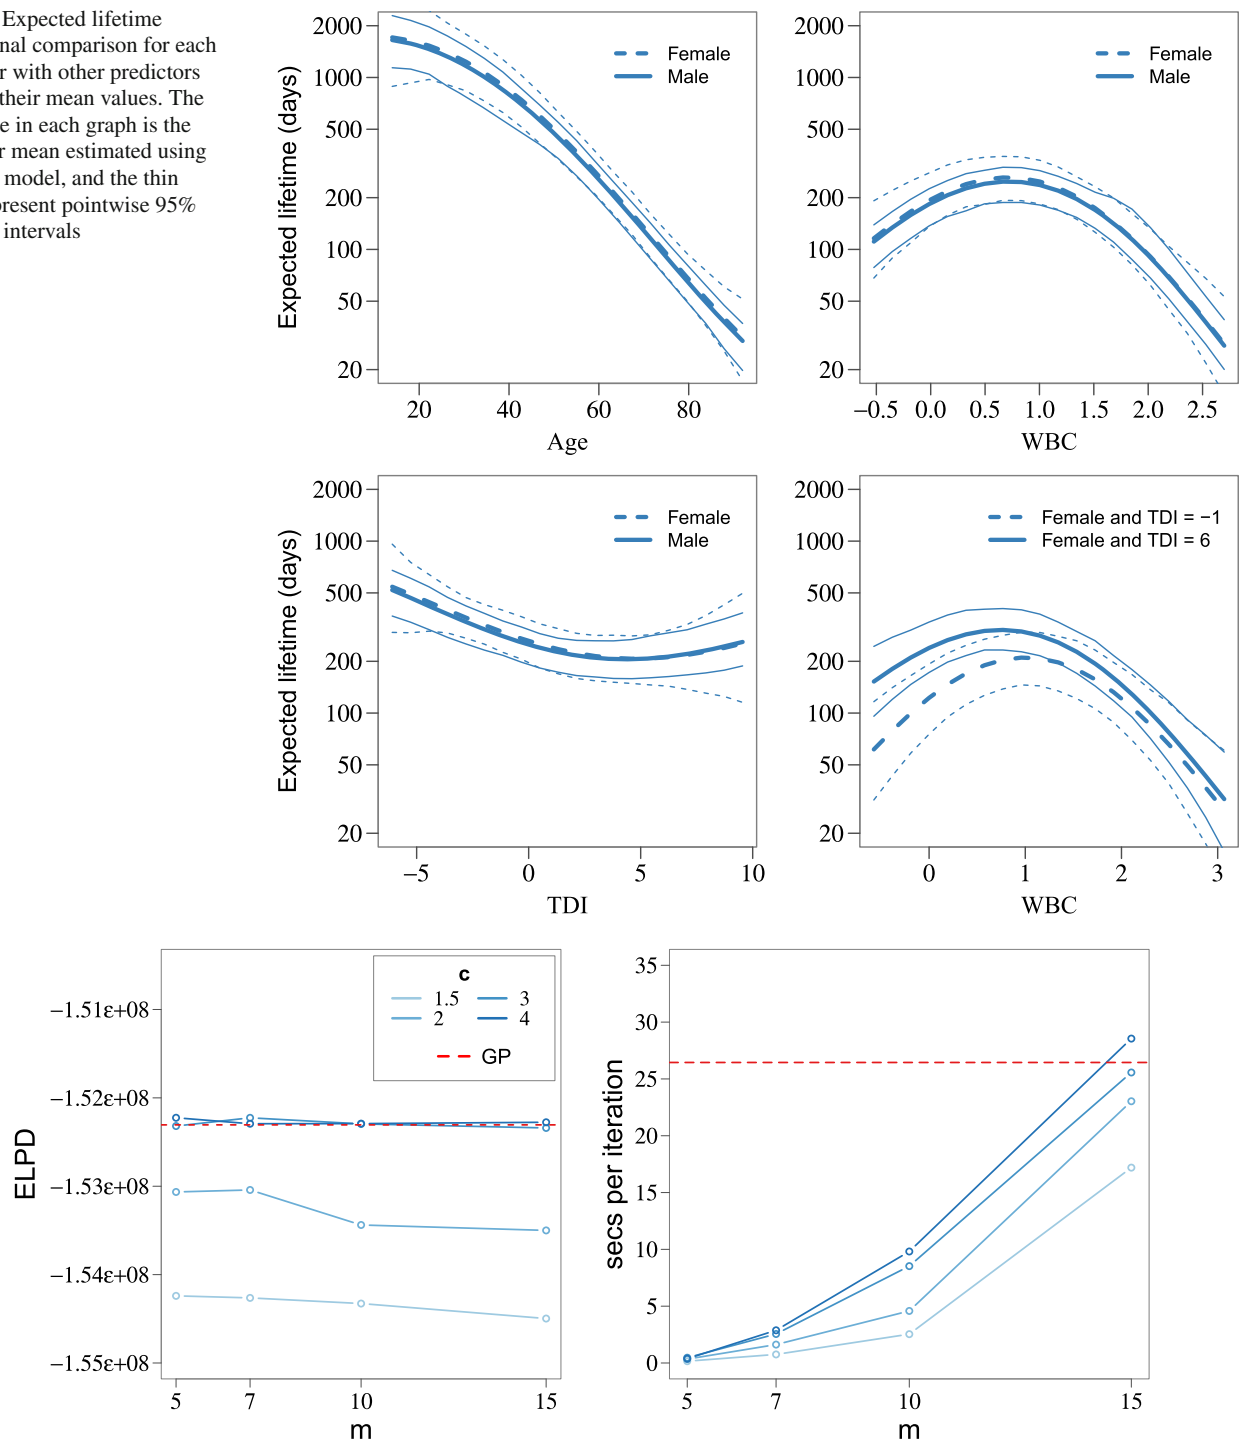 Expected lifetime
nal comparison for each
r with other predictors
their mean values. The
e in each graph is the
r mean estimated using
model, and the thin
present pointwise 95%
intervals
2000
1000
500
200
100
50
20
Expected lifetime (days)
Female
Male
20 40 60 80
Age
2000
1000
500
200
100
50
20
Female
Male
−0.5 0.0 0.5 1.0 1.5 2.0 2.5
WBC
2000
1000
500
200
100
50
20
Expected lifetime (days)
Female
Male
−5 0 5 10
TDI
2000
1000
500
200
100
50
20
Female and TDI = −1
Female and TDI = 6
0 1 2 3
WBC
−1.51e+08
−1.52e+08
−1.53e+08
−1.54e+08
−1.55e+08
ELPD
c
1.5 3
2 4
GP
5 7 10 15
m
35
30
25
20
15
10
5
0
secs per iteration
5 7 10 15
m